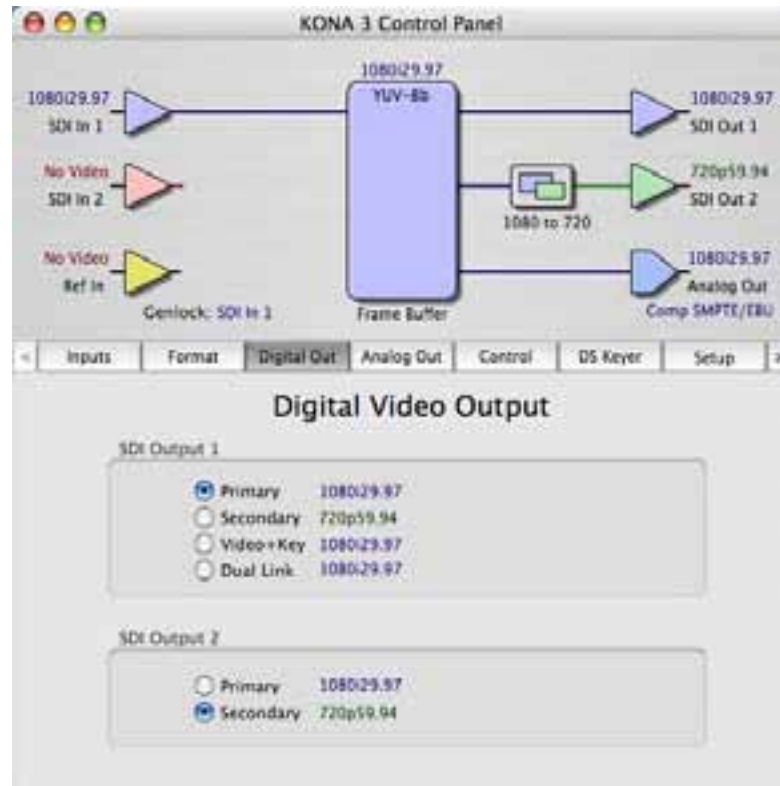 KONA 3 Control Panel
1080i29.97
YUV-8b
1080i29.97
SDI In 1
1080i29.97
SDI Out 1
No Video
SDI In 2
1080 to 720
720p59.94
SDI Out 2
No Video
Ref In
Genlock: SDI In 1
Frame Buffer
1080i29.97
Analog Out
Comp SMPTE/EBU
Inputs Format Digital Out Analog Out Control DS Keyer Setup
Digital Video Output
SDI Output 1
Primary 1080i29.97
Secondary 720p59.94
Video+Key 1080i29.97
Dual Link 1080i29.97
SDI Output 2
Primary 1080i29.97
Secondary 720p59.94